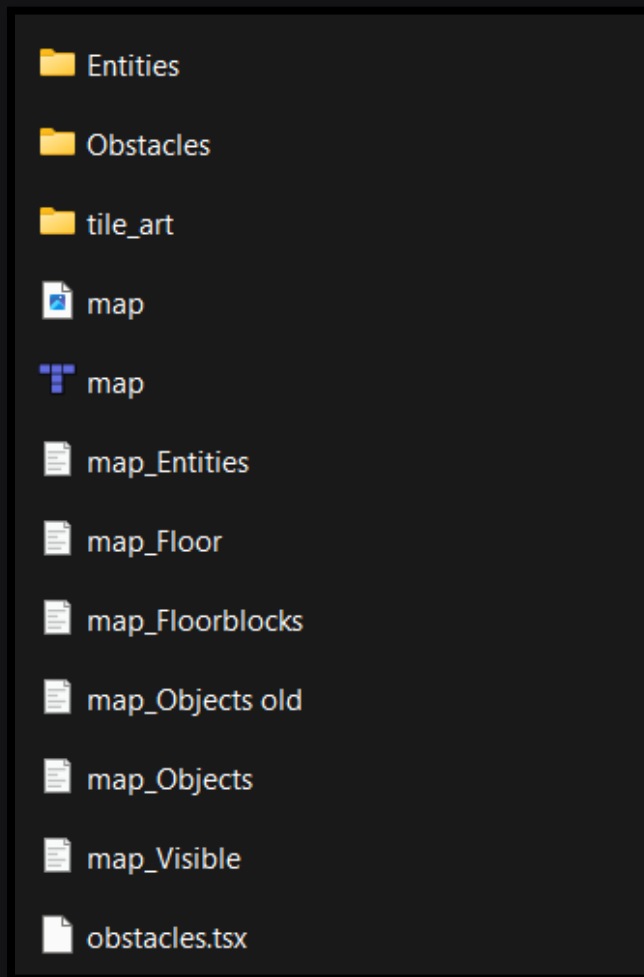 Entities
Obstacles
tile_art
map
map
map_Entities
map_Floor
map_Floorblocks
map_Objects old
map_Objects
map_Visible
obstacles.tsx